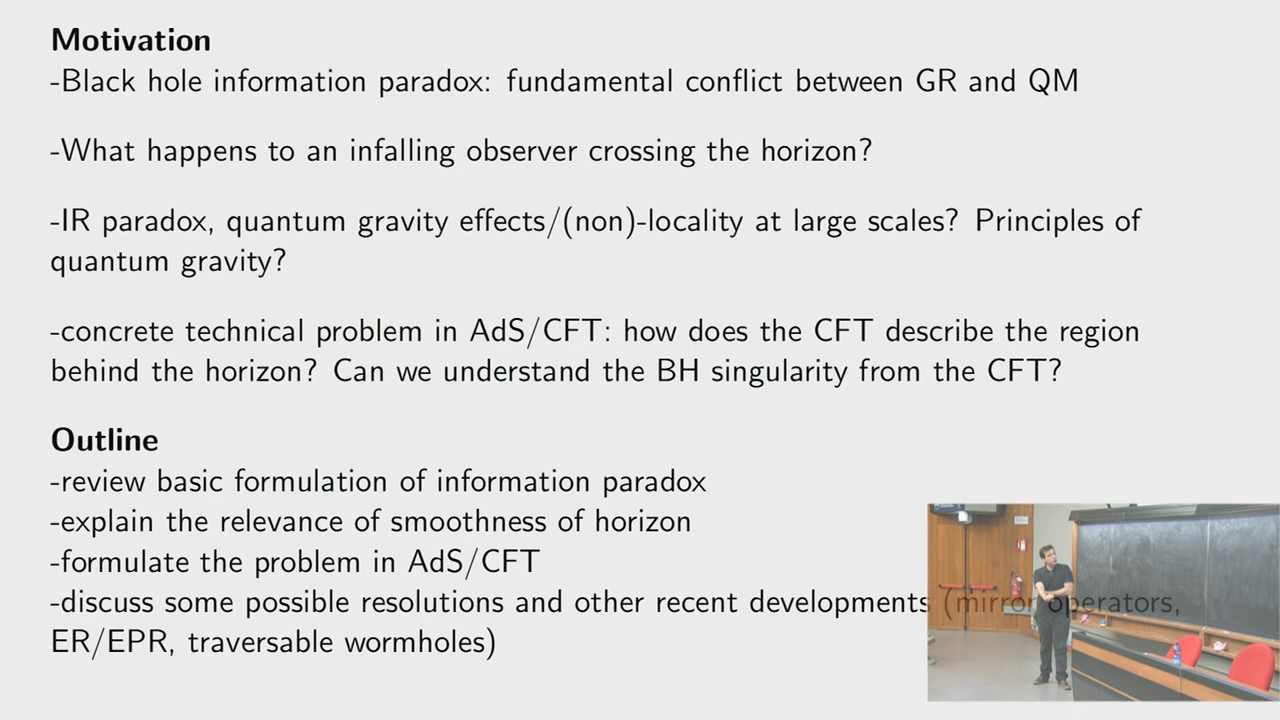 Motivation
-Black hole information paradox: fundamental conflict between GR and QM
-What happens to an infalling observer crossing the horizon?
-IR paradox, quantum gravity effects/(non)-locality at large scales? Principles of
quantum gravity?
-concrete technical problem in AdS/CFT: how does the CFT describe the region
behind the horizon? Can we understand the BH singularity from the CFT?
Outline
-review basic formulation of information paradox
-explain the relevance of smoothness of horizon
-formulate the problem in AdS/CFT
-discuss some possible resolutions and other recent developments (mirror operators,
ER/EPR, traversable wormholes)